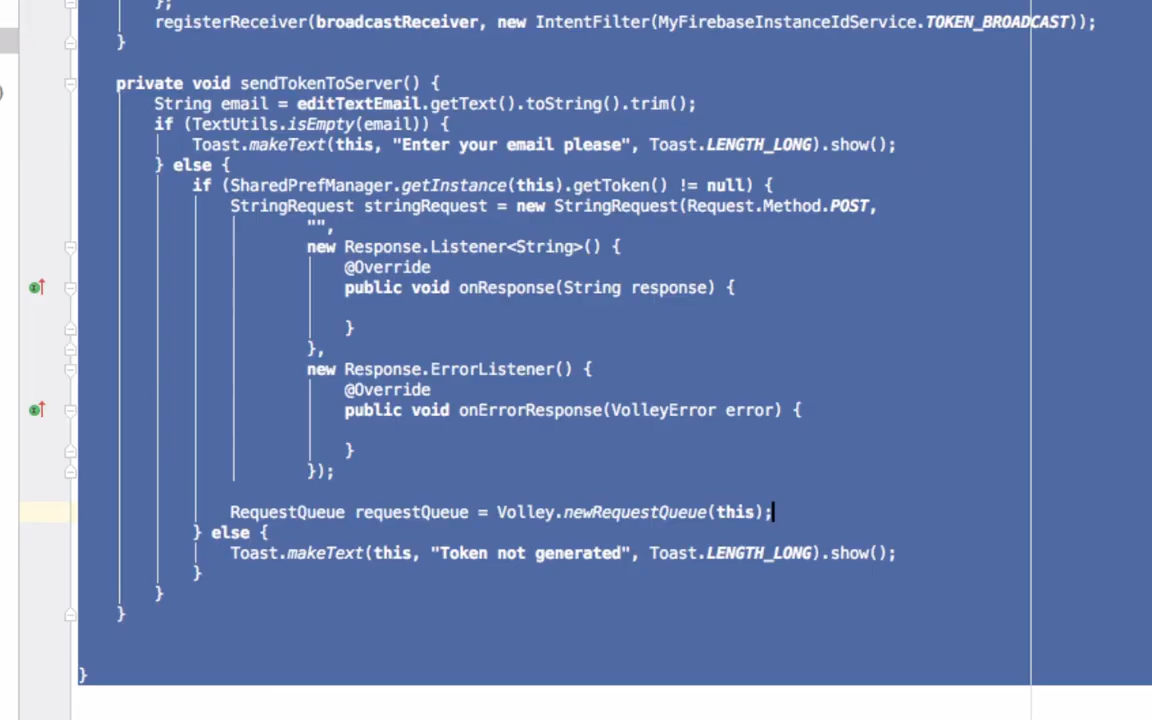 };
registerReceiver(broadcastReceiver, new IntentFilter(MyFirebaseInstanceIdService.TOKEN_BROADCAST));
}
private void sendTokenToServer() {
String email = editTextEmail.getText().toString().trim();
if (TextUtils.isEmpty(email)) {
Toast.makeText(this, "Enter your email please", Toast.LENGTH_LONG).show();
} else {
if (SharedPrefManager.getInstance(this).getToken() != null) {
StringRequest stringRequest = new StringRequest(Request.Method.POST,
"",
new Response.Listener<String>() {
@Override
public void onResponse(String response) {
}
},
new Response.ErrorListener() {
@Override
public void onErrorResponse(VolleyError error) {
}
});
RequestQueue requestQueue = Volley.newRequestQueue(this);
} else {
Toast.makeText(this, "Token not generated", Toast.LENGTH_LONG).show();
}
}
}
}